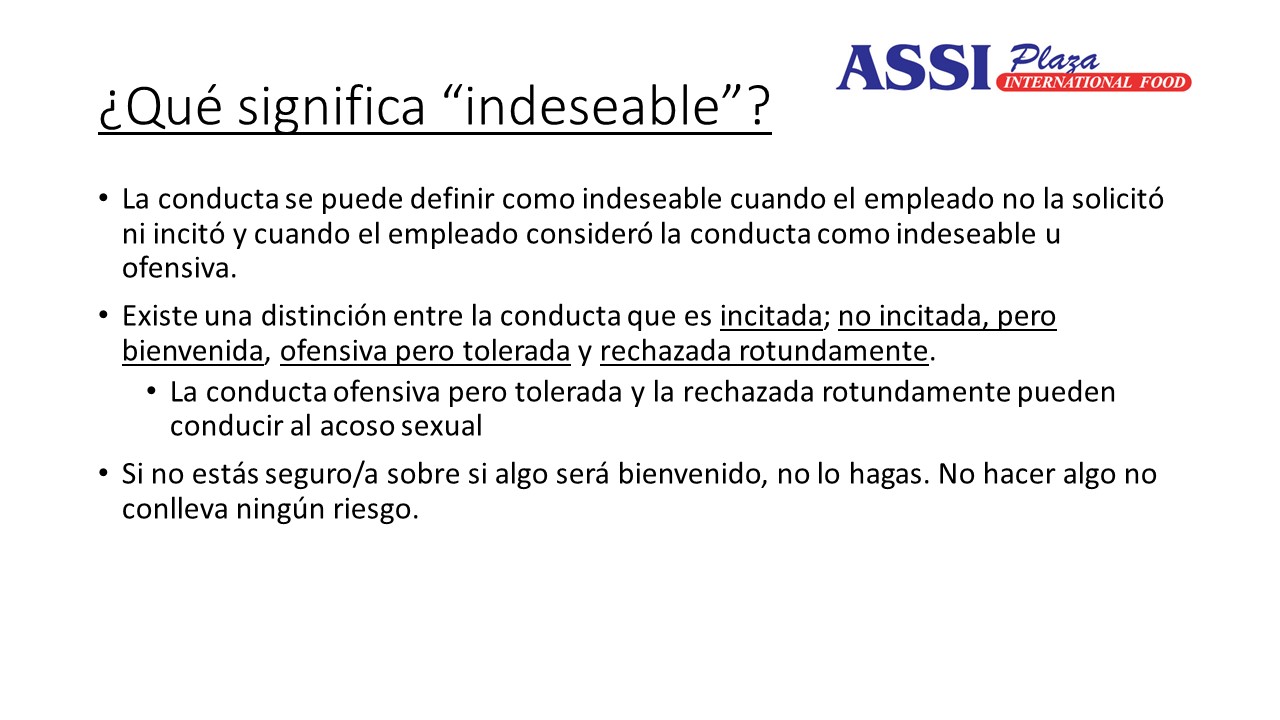 ASSI Plaza
INTERNATIONAL FOOD
¿Qué significa “indeseable”?
• La conducta se puede definir como indeseable cuando el empleado no la solicitó
ni incitó y cuando el empleado consideró la conducta como indeseable u
ofensiva.
• Existe una distinción entre la conducta que es incitada; no incitada, pero
bienvenida, ofensiva pero tolerada y rechazada rotundamente.
• La conducta ofensiva pero tolerada y la rechazada rotundamente pueden
conducir al acoso sexual
• Si no estás seguro/a sobre si algo será bienvenido, no lo hagas. No hacer algo no
conlleva ningún riesgo.